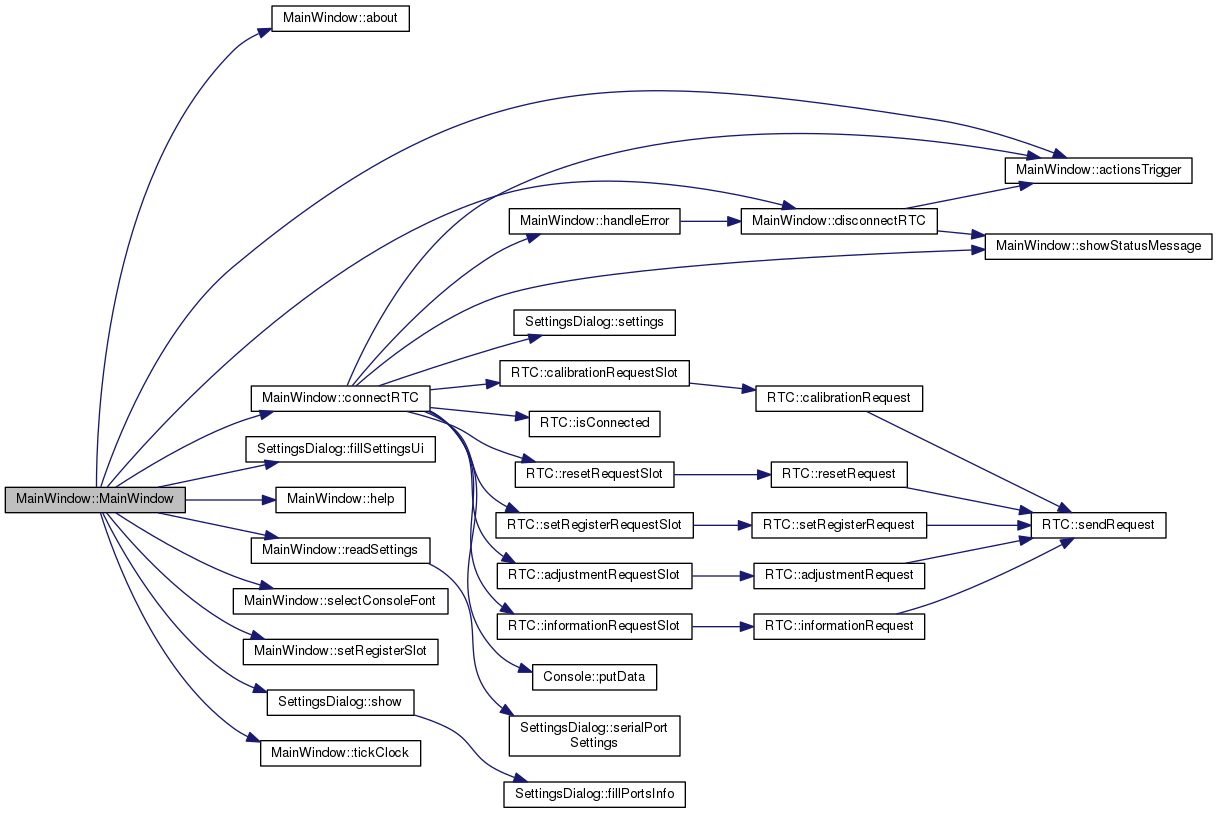 MainWindow::about
MainWindow::actionsTrigger
MainWindow::handleError
MainWindow::disconnectRTC
MainWindow::showStatusMessage
SettingsDialog::settings
RTC::calibrationRequestSlot
MainWindow::connectRTC
RTC::calibrationRequest
RTC::isConnected
SettingsDialog::fillSettingsUi
RTC::resetRequestSlot
RTC::resetRequest
MainWindow::MainWindow
MainWindow::help
RTC::setRegisterRequestSlot
RTC::setRegisterRequest
RTC::sendRequest
MainWindow::readSettings
RTC::adjustmentRequestSlot
RTC::adjustmentRequest
MainWindow::selectConsoleFont
RTC::informationRequestSlot
RTC::informationRequest
MainWindow::setRegisterSlot
Console::putData
SettingsDialog::show
SettingsDialog::serialPort
Settings
MainWindow::tickClock
SettingsDialog::fillPortsInfo